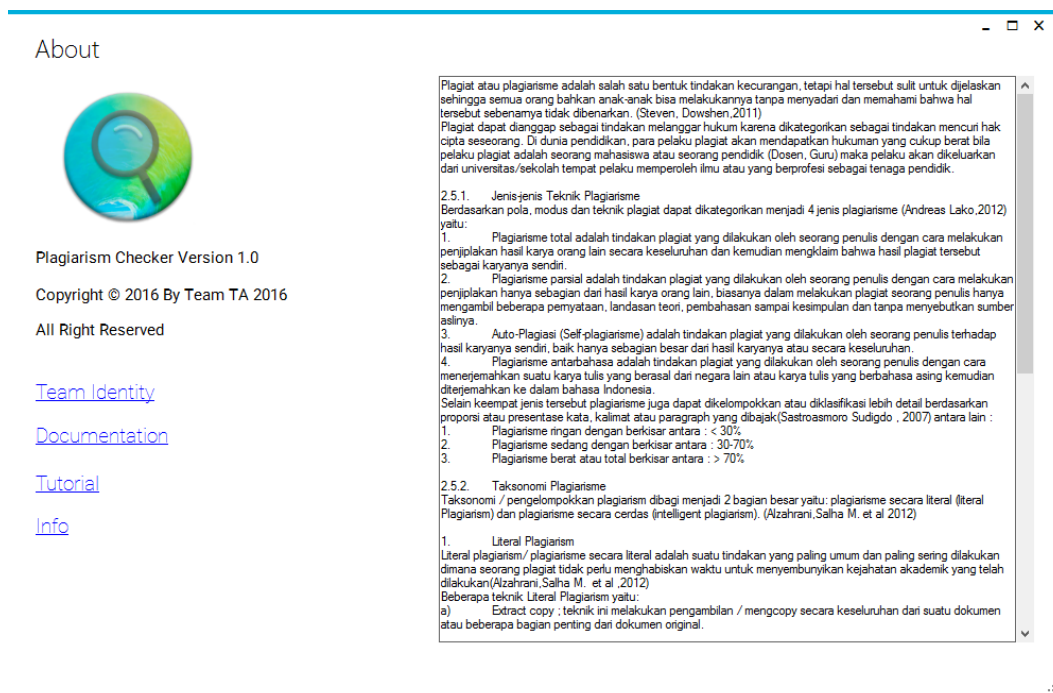 About
Plagiarism Checker Version 1.0
Copyright © 2016 By Team TA 2016
All Right Reserved
Team Identity
Documentation
Tutorial
Info
Plagiat atau plagiarisme adalah salah satu bentuk tindakan kecurangan, tetapi hal tersebut sulit untuk dijelaskan
sehingga semua orang bahkan anak-anak bisa melakukannya tanpa menyadari dan memahami bahwa hal
tersebut sebenarnya tidak dibenarkan. (Steven, Dowshen,2011)
Plagiat dapat dianggap sebagai tindakan melanggar hukum karena dikategorikan sebagai tindakan mencuri hak
cipta seseorang. Di dunia pendidikan, para pelaku plagiat akan mendapatkan hukuman yang cukup berat bila
pelaku plagiat adalah seorang mahasiswa atau seorang pendidik (Dosen, Guru) maka pelaku akan dikeluarkan
dari universitas/sekolah tempat pelaku memperoleh ilmu atau yang berprofesi sebagai tenaga pendidik.
2.5.1. Jenis-jenis Teknik Plagiarisme
Berdasarkan pola, modus dan teknik plagiat dapat dikategorikan menjadi 4 jenis plagiarisme (Andreas Lako,2012)
yaitu:
1. Plagiarisme total adalah tindakan plagiat yang dilakukan oleh seorang penulis dengan cara melakukan
penjiplakan hasil karya orang lain secara keseluruhan dan kemudian mengklaim bahwa hasil plagiat tersebut
sebagai karyanya sendiri.
2. Plagiarisme parsial adalah tindakan plagiat yang dilakukan oleh seorang penulis dengan cara melakukan
penjiplakan hanya sebagian dari hasil karya orang lain, biasanya dalam melakukan plagiat seorang penulis hanya
mengambil beberapa pernyataan, landasan teori, pembahasan sampai kesimpulan dan tanpa menyebutkan sumber
aslinya.
3. Auto-Plagiasi (Self-plagiarisme) adalah tindakan plagiat yang dilakukan oleh seorang penulis terhadap
hasil karyanya sendiri, baik hanya sebagian besar dari hasil karyanya atau secara keseluruhan.
4. Plagiarisme antarbahasa adalah tindakan plagiat yang dilakukan oleh seorang penulis dengan cara
menerjemahkan suatu karya tulis yang berasal dari negara lain atau karya tulis yang berbahasa asing kemudian
diterjemahkan ke dalam bahasa Indonesia.
Selain keempat jenis tersebut plagiarisme juga dapat dikelompokkan atau diklasifikasi lebih detail berdasarkan
proporsi atau presentase kata, kalimat atau paragraph yang dibajak(Sastroasmoro Sudigdo , 2007) antara lain :
1. Plagiarisme ringan dengan berkisar antara : < 30%
2. Plagiarisme sedang dengan berkisar antara : 30-70%
3. Plagiarisme berat atau total berkisar antara : > 70%
2.5.2. Taksonomi Plagiarisme
Taksonomi / pengelompokkan plagiarism dibagi menjadi 2 bagian besar yaitu: plagiarisme secara literal (literal
Plagiarism) dan plagiarisme secara cerdas (intelligent plagiarism). (Alzahrani,Salha M. et al 2012)
1. Literal Plagiarism
Literal plagiarism/ plagiarisme secara literal adalah suatu tindakan yang paling umum dan paling sering dilakukan
dimana seorang plagiat tidak perlu menghabiskan waktu untuk menyembunyikan kejahatan akademik yang telah
dilakukan(Alzahrani,Salha M. et al ,2012)
Beberapa teknik Literal Plagiarism yaitu:
a) Extract copy ; teknik ini melakukan pengambilan / mengcopy secara keseluruhan dari suatu dokumen
atau beberapa bagian penting dari dokumen original.